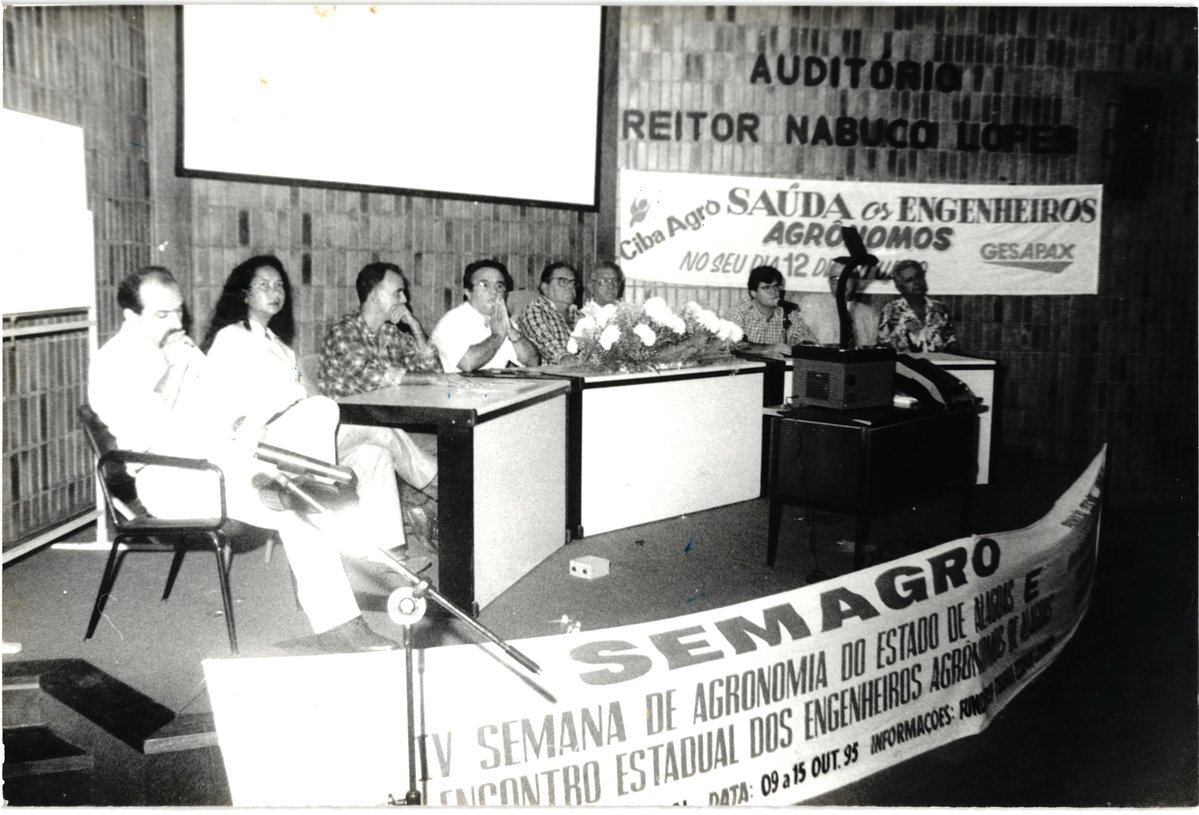 AUDITÓRIO
REITOR NABUCO LOPES
Ciba Agro SAÚDA os ENGENHEIROS
AGRÔNOMOS
NO SEU DIA 12 DE
GESAPAX
SEMAGRO
IV SEMANA DE AGRONOMIA DO ESTADO DE ALAGOAS E
ENCONTRO ESTADUAL DOS ENGENHEIROS AGRÔNOMOS DE ALAGOAS
DATA: 09 a 15 OUT. 95 INFORMAÇÕES: